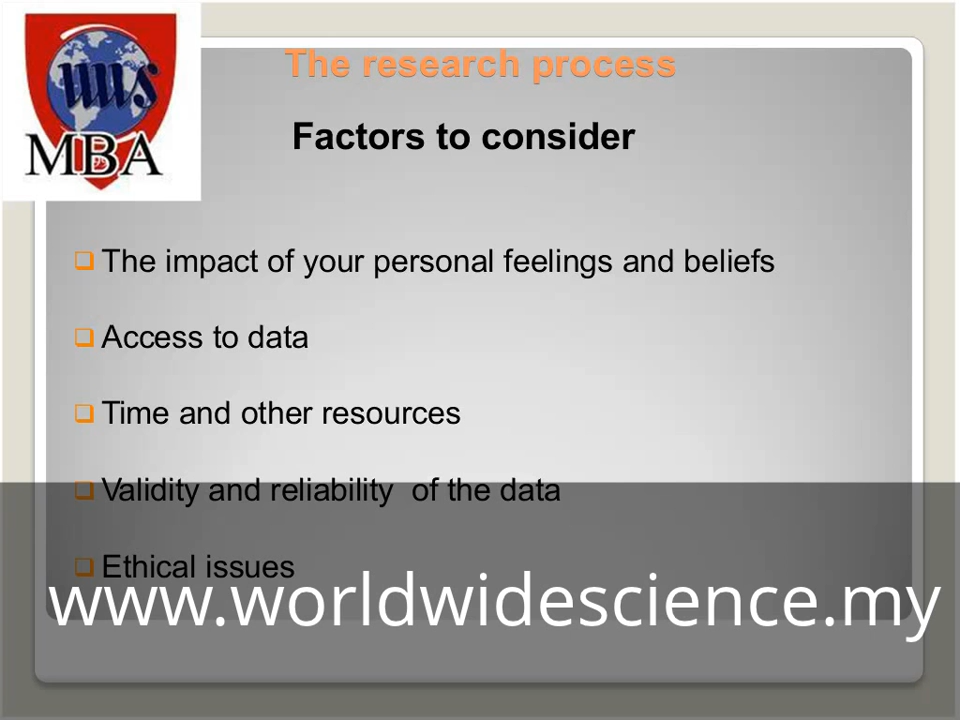 wws
MBA
The research process
Factors to consider
The impact of your personal feelings and beliefs
Access to data
Time and other resources
Validity and reliability of the data
Ethical issues
www.worldwidescience.my